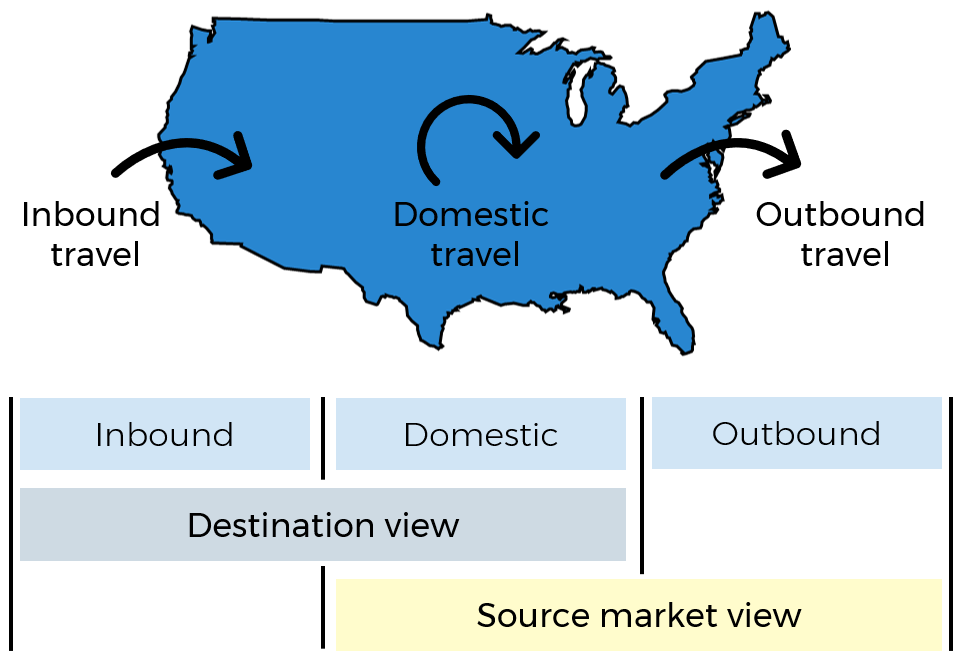 Inbound
travel
Domestic
travel
Outbound
travel
Inbound
Domestic
Outbound
Destination view
Source market view